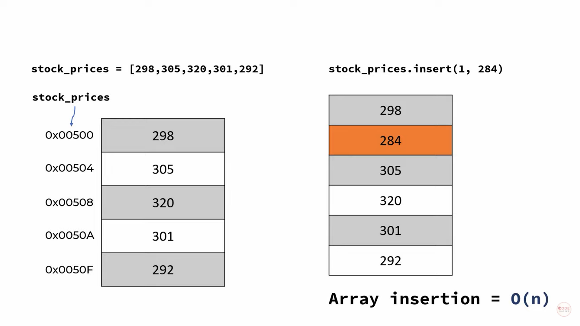 stock_prices = [298,305,320,301,292]
stock_prices
0x00500 298
0x00504 305
0x00508 320
0x0050A 301
0x0050F 292
stock_prices.insert(1, 284)
298
284
305
320
301
292
Array insertion = O(n)